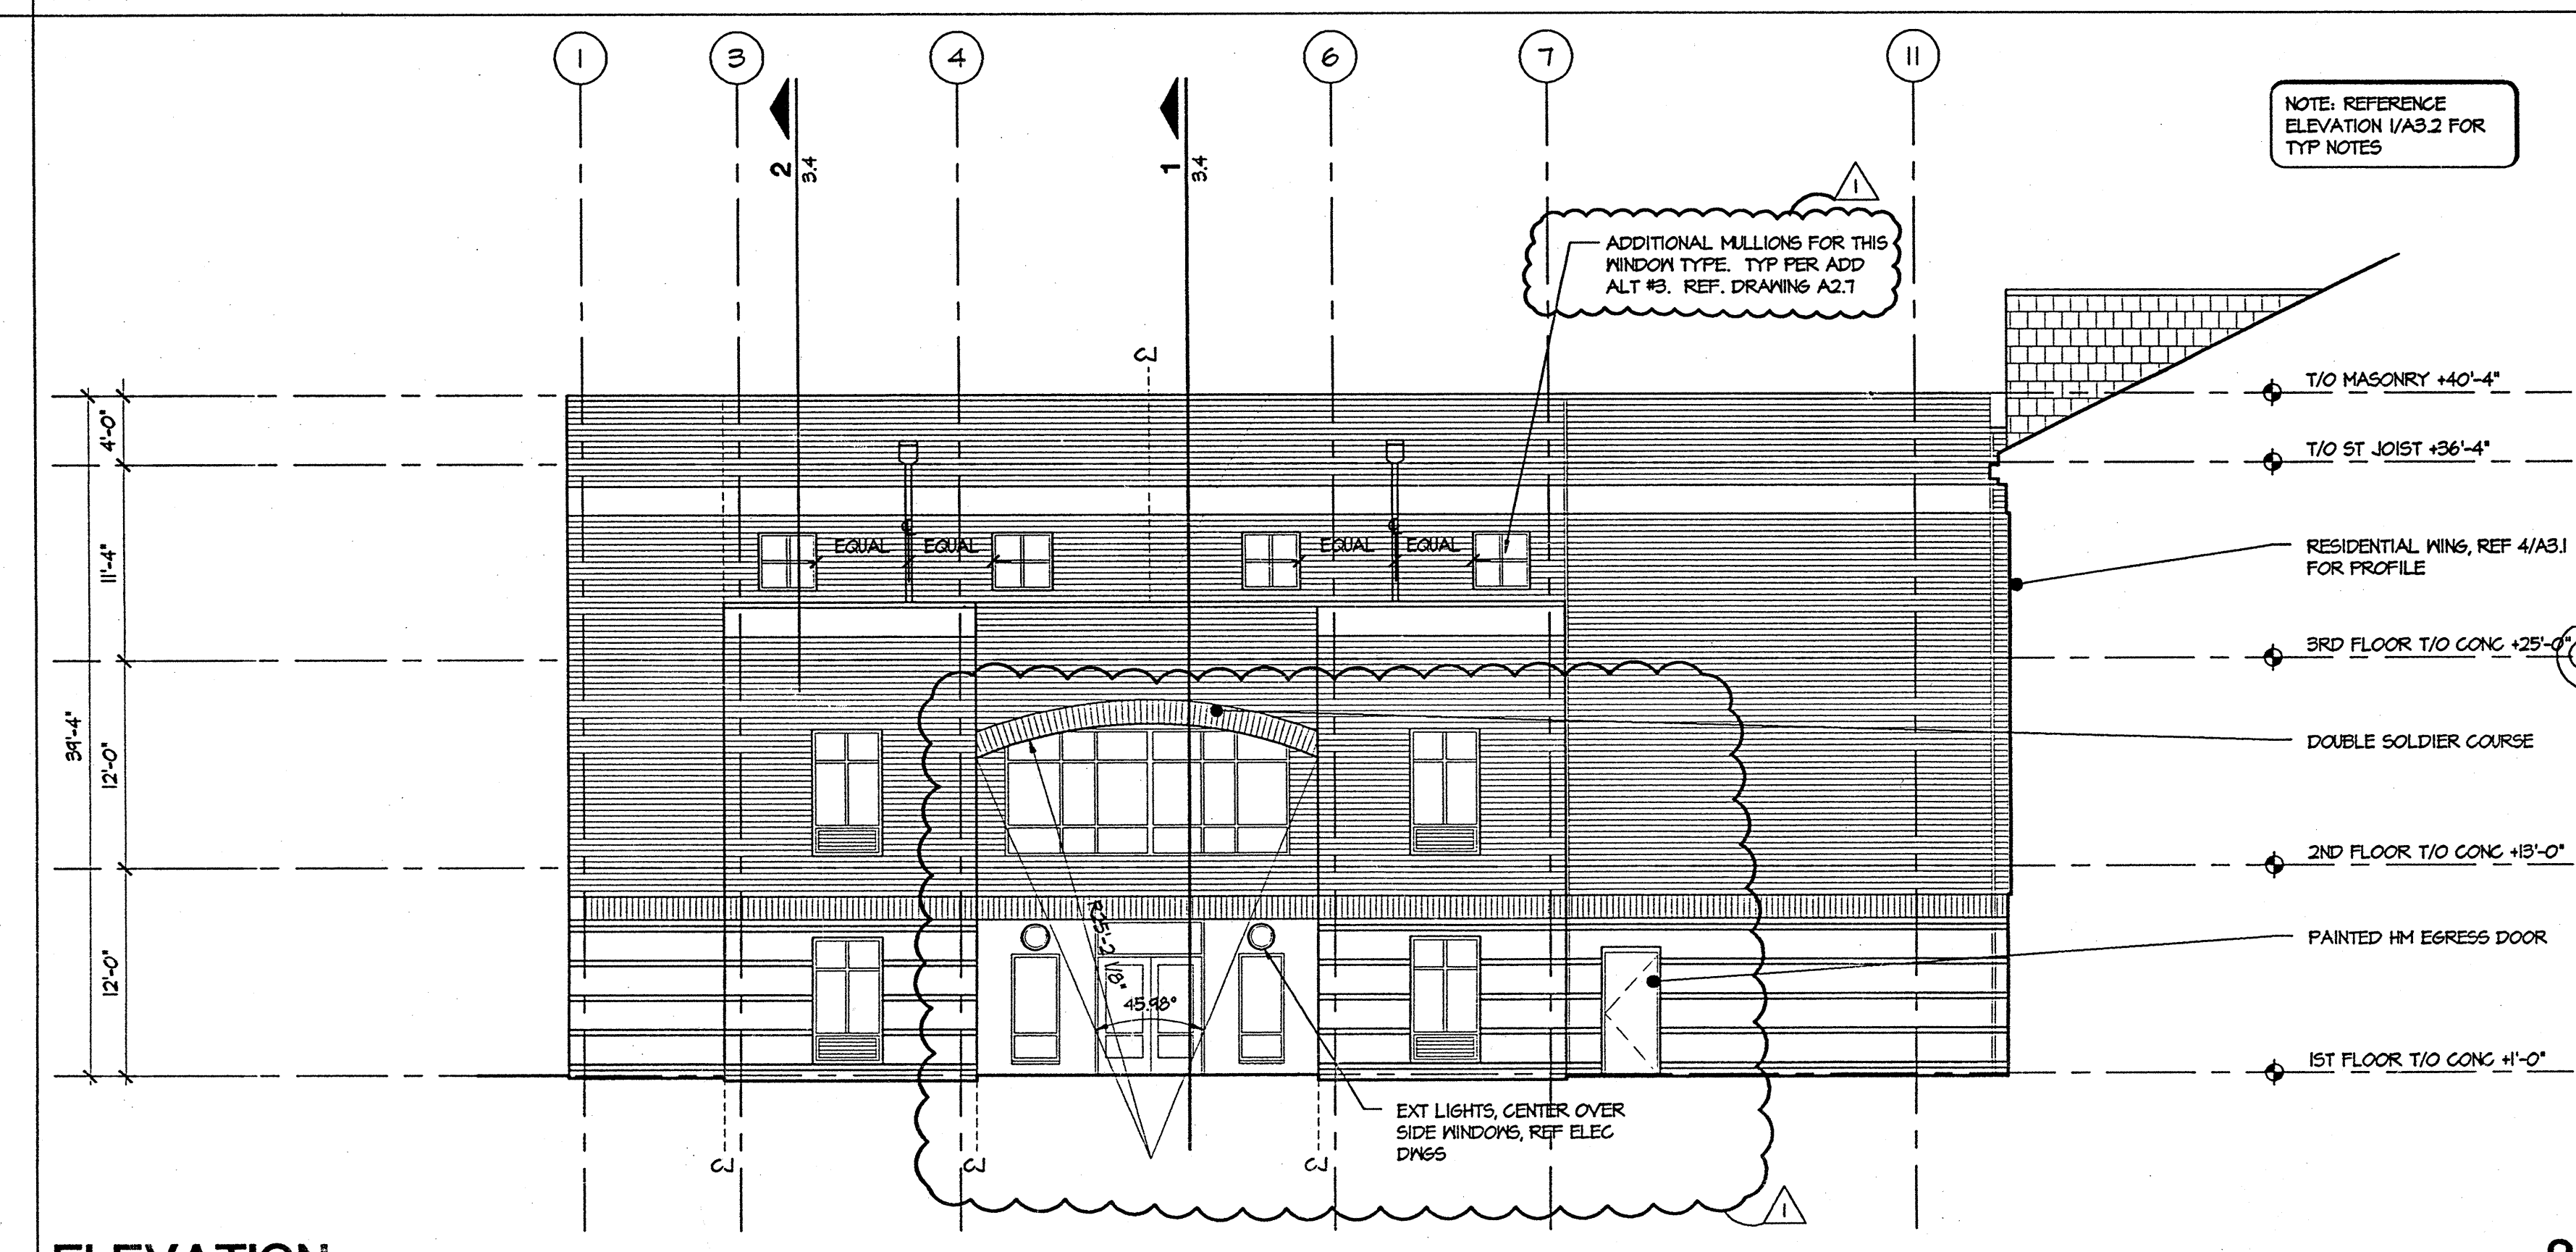 1 3 4 6 7 11
NOTE: REFERENCE
ELEVATION 1/A3.2 FOR
TYP NOTES
2
3.4
1
3.4
1
ADDITIONAL MULLIONS FOR THIS
WINDOW TYPE. TYP PER ADD
ALT #3. REF. DRAWING A2.7
T/O MASONRY +40'-4"
4'-0"
T/O ST JOIST +36'-4"
EQUAL EQUAL EQUAL EQUAL
11'-4"
RESIDENTIAL WING, REF 4/A3.1
FOR PROFILE
3RD FLOOR T/O CONC +25'-0"
39'-4"
12'-0"
DOUBLE SOLDIER COURSE
2ND FLOOR T/O CONC +13'-0"
R25'-2 1/8"
PAINTED HM EGRESS DOOR
12'-0"
45.98°
1ST FLOOR T/O CONC +1'-0"
EXT LIGHTS, CENTER OVER
SIDE WINDOWS, REF ELEC
DWGS
1
ELEVATION